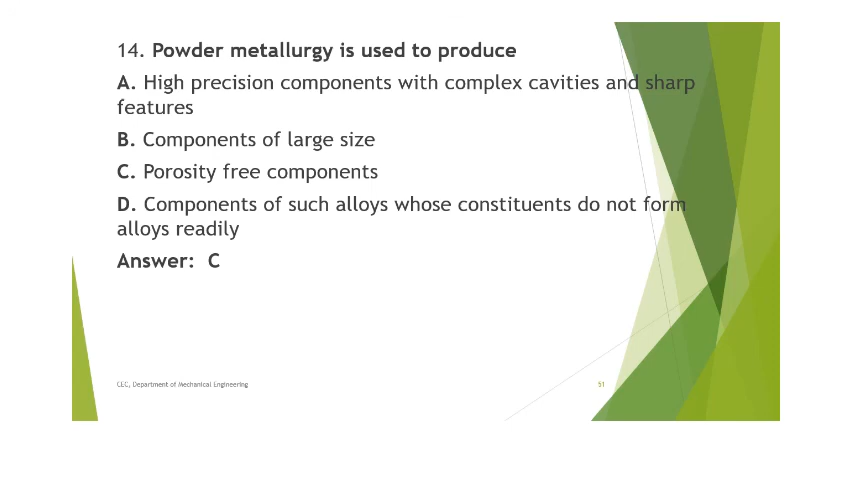 14. Powder metallurgy is used to produce
A. High precision components with complex cavities and sharp
features
B. Components of large size
C. Porosity free components
D. Components of such alloys whose constituents do not form
alloys readily
Answer: C
CEC, Department of Mechanical Engineering
51